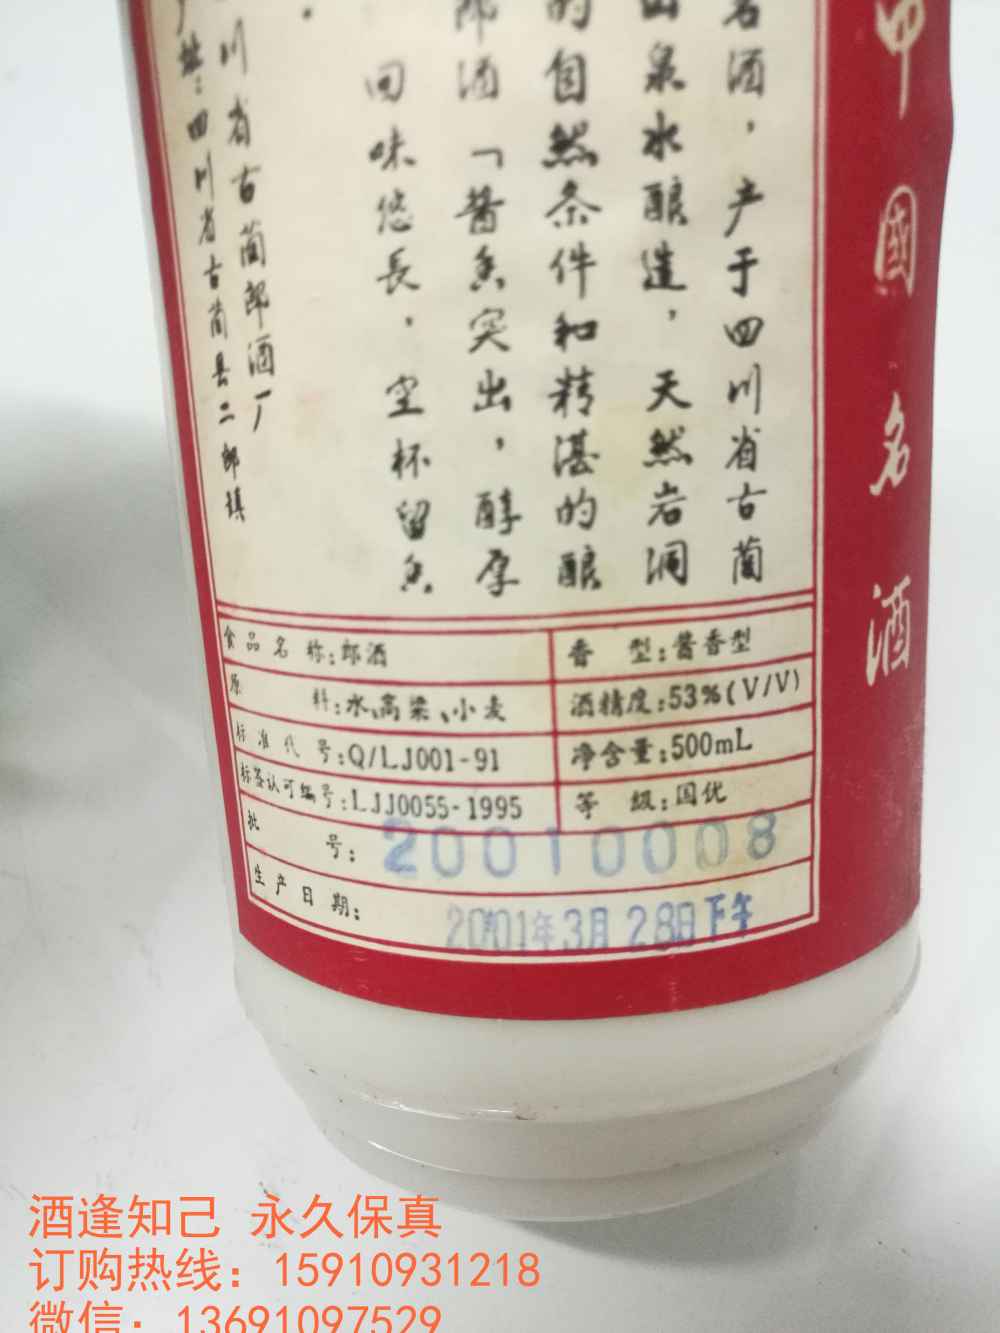 中國名酒
名酒，产于四川省古蔺
山泉水酿造，天然岩洞
的自然条件和精湛的酿
郎酒「酱香突出，醇厚
回味悠長，空杯留香
川省古蔺郎酒厂
厂址：四川省古蔺县二郎镇
食品名称：郎酒
香型：酱香型
原料：水、高粱、小麦
酒精度：53%(V/V)
标准代号：Q/LJ001-91
净含量：500mL
标签认可编号：LJJ0055-1995
等级：国优
批号：20010008
生产日期：2001年3月28日下午
酒逢知己 永久保真
订购热线：15910931218
微信：13691097529